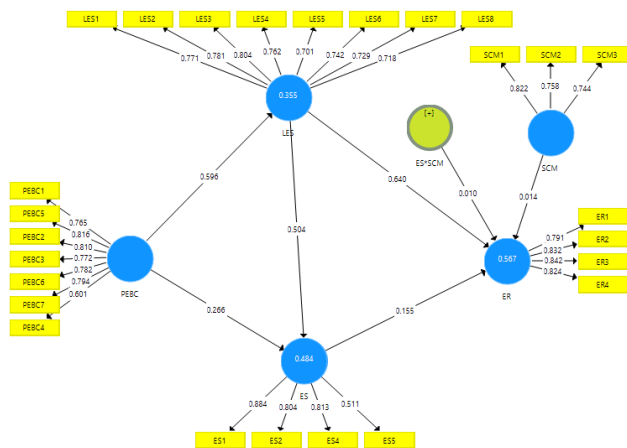 LES1 LES2 LES3 LES4 LES5 LES6 LES7 LES8
0.771 0.781 0.804 0.762 0.701 0.742 0.729 0.718
SCM1 SCM2 SCM3
0.822 0.758 0.744
0.355
LES
[+]
ES*SCM
SCM
0.596
0.640
0.010
0.014
PEBC1
PEBC5
PEBC2
PEBC3
PEBC6
PEBC7
PEBC4
0.765
0.816
0.810
0.772
0.782
0.794
0.601
PEBC
0.504
0.567
ER
0.791
0.832
0.842
0.824
ER1
ER2
ER3
ER4
0.266
0.155
0.484
ES
0.884 0.804 0.813 0.511
ES1 ES2 ES4 ES5